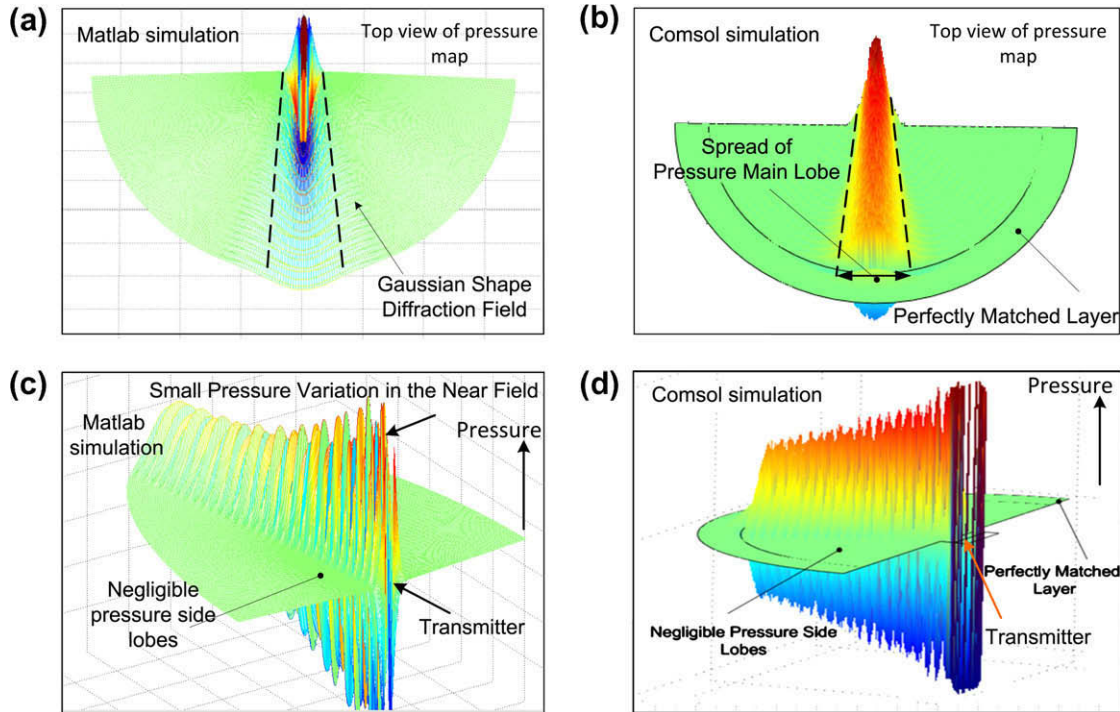 (a)
Matlab simulation
Top view of pressure
map
Gaussian Shape
Diffraction Field
(b)
Comsol simulation
Top view of pressure
map
Spread of
Pressure Main Lobe
Perfectly Matched Layer
(c)
Small Pressure Variation in the Near Field
Matlab
simulation
Pressure
Negligible
pressure side
lobes
Transmitter
(d)
Comsol simulation
Pressure
Perfectly Matched
Layer
Negligible Pressure Side
Lobes
Transmitter